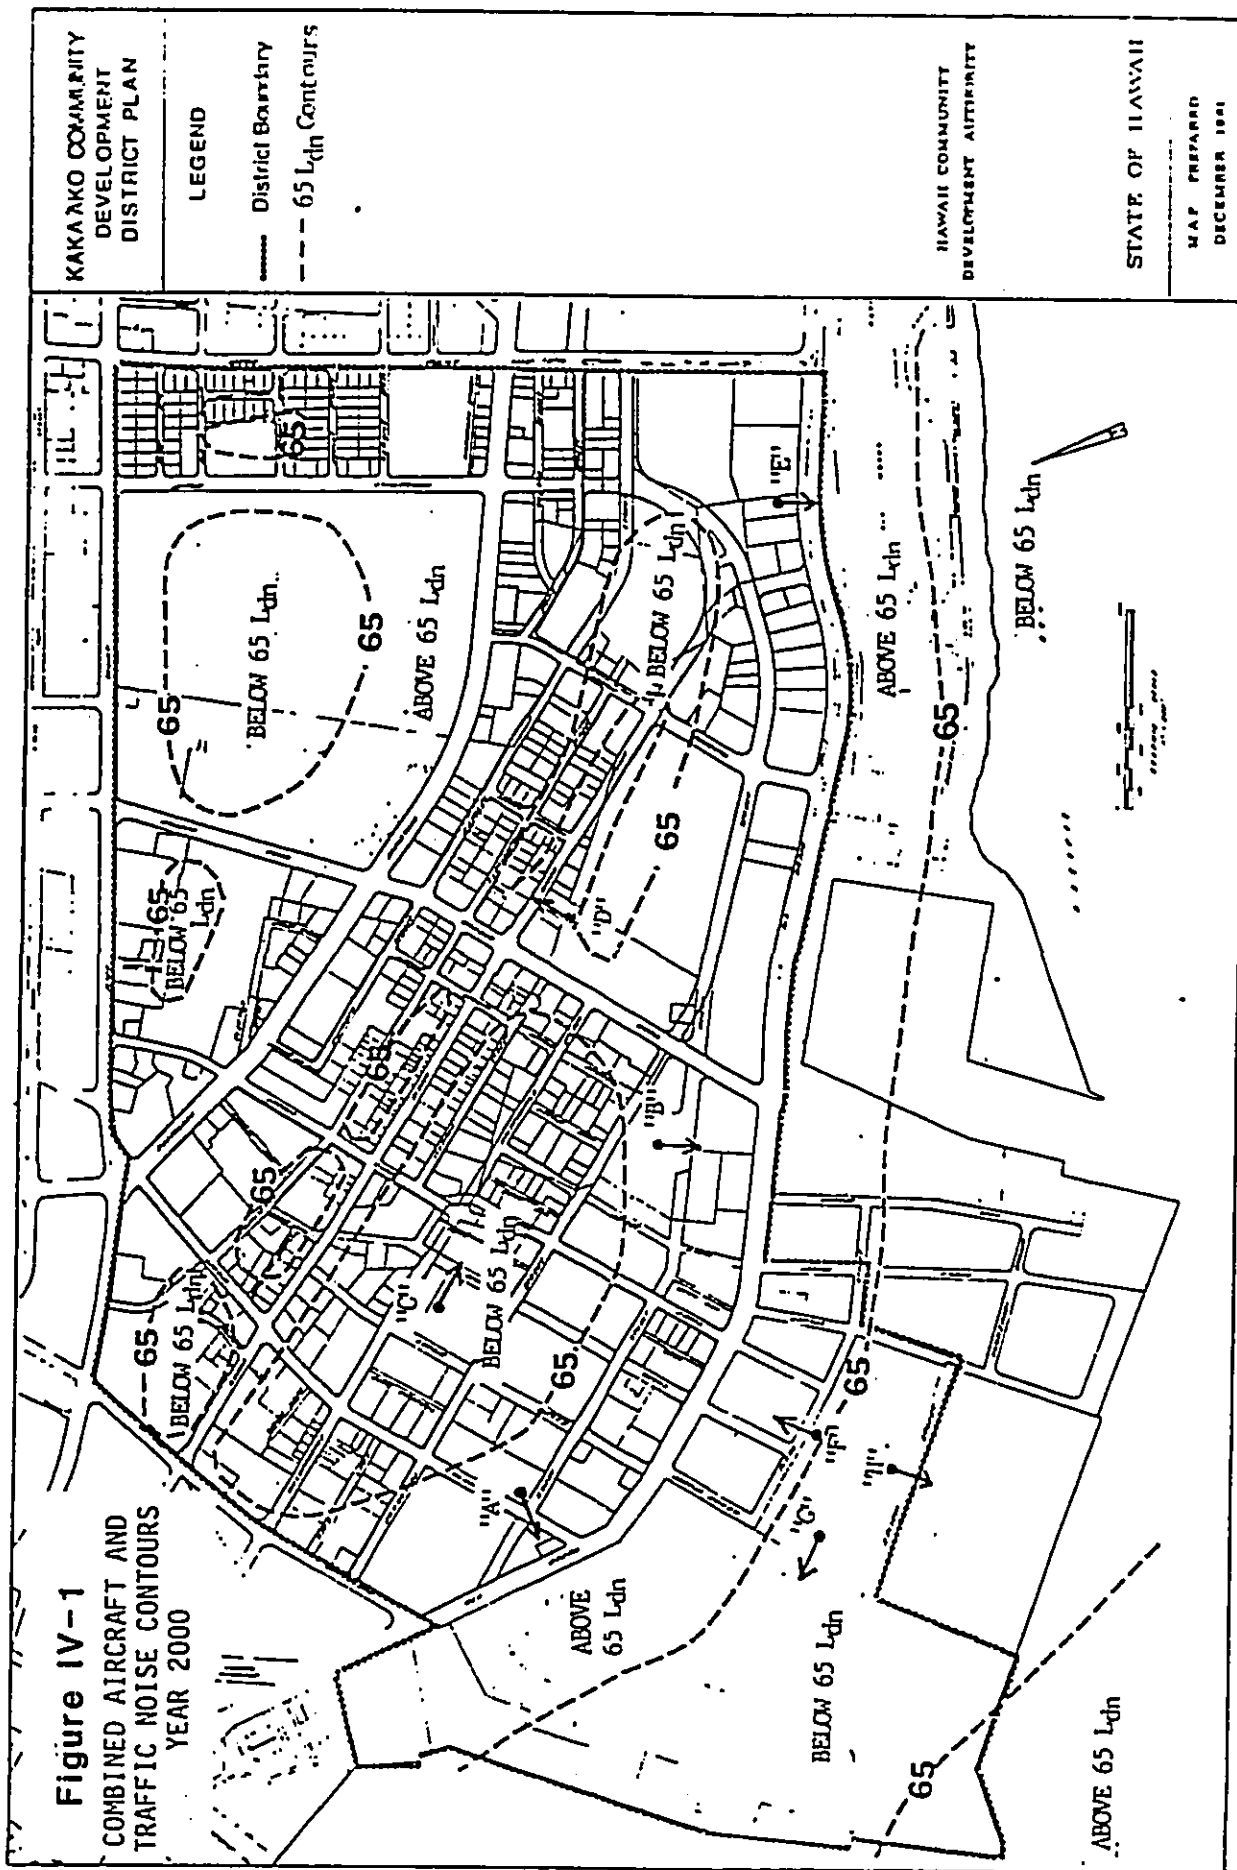 Figure IV-1
COMBINED AIRCRAFT AND
TRAFFIC NOISE CONTOURS
YEAR 2000
KAKAAKO COMMUNITY
DEVELOPMENT
DISTRICT PLAN
LEGEND
District Boundary
65 Ldn Contours
HAWAII COMMUNITY
DEVELOPMENT AUTHORITY
STATE OF HAWAII
MAP PREPARED
DECEMBER 1981
65
BELOW 65 Ldn
65
BELOW 65
Ldn
65
BELOW 65 Ldn
65
ABOVE 65 Ldn
65
65
65
"C"
BELOW 65 Ldn
65
"A"
"B"
"D"
65
BELOW 65 Ldn
"E"
ABOVE
65 Ldn
"G"
"F"
65
"H"
BELOW 65 Ldn
65
ABOVE 65 Ldn
ABOVE 65 Ldn
65
BELOW 65 Ldn